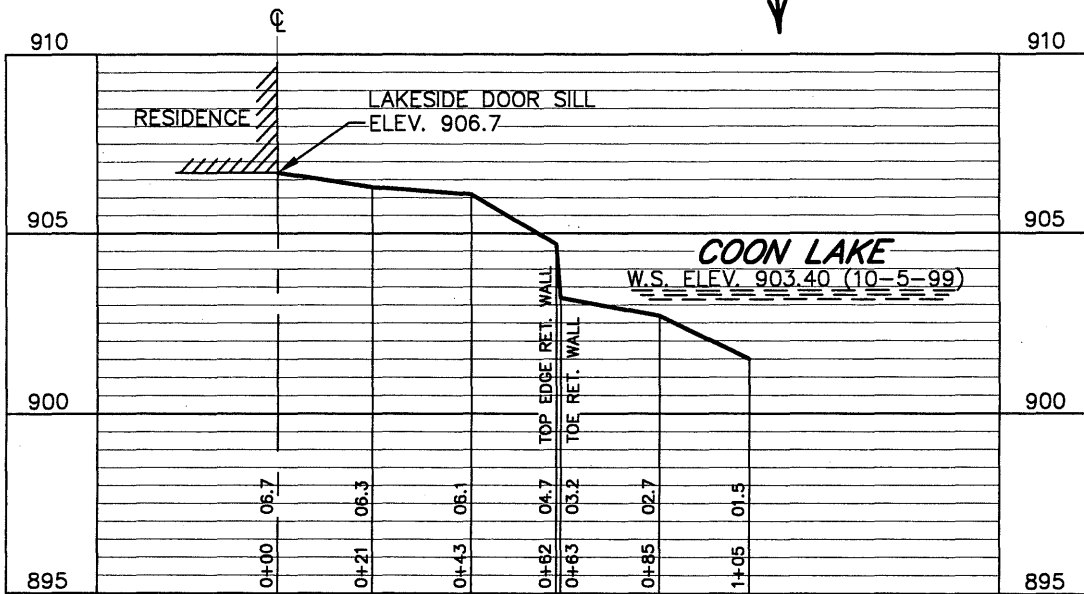 ℄
910 910
LAKESIDE DOOR SILL
RESIDENCE
ELEV. 906.7
905 905
COON LAKE
W.S. ELEV. 903.40 (10-5-99)
TOP EDGE RET. WALL
TOE RET. WALL
900 900
06.7 06.3 06.1 04.7 03.2 02.7 01.5
0+00 0+21 0+43 0+62 0+63 0+85 1+05
895 895